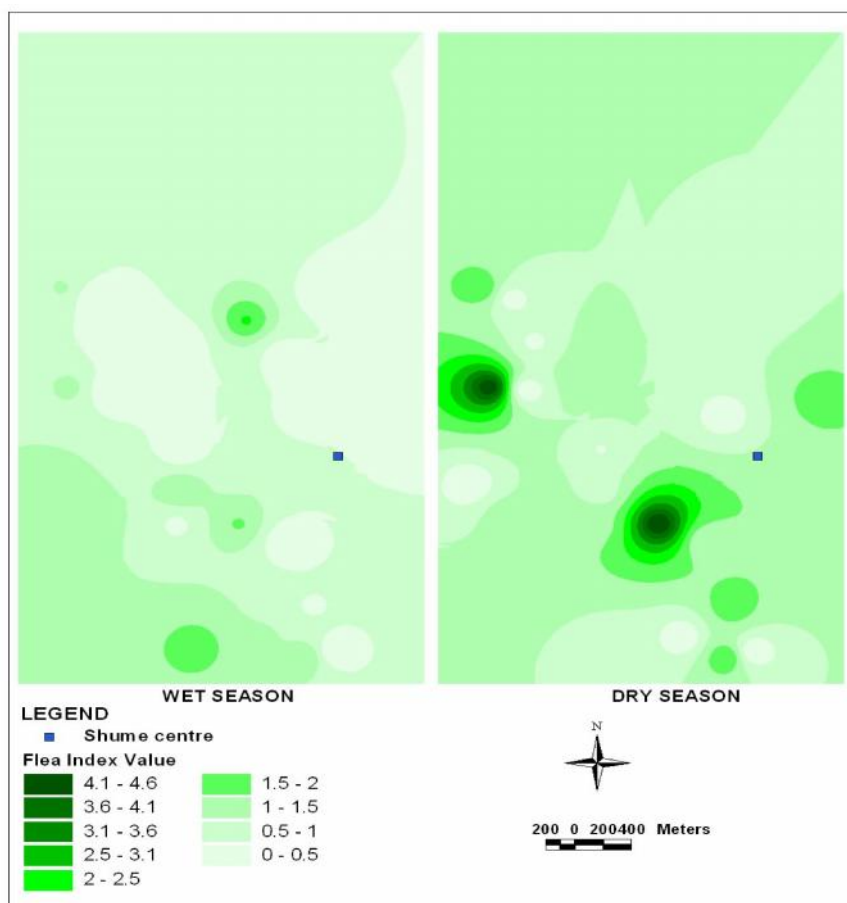 WET SEASON
DRY SEASON
LEGEND
Shume centre
Flea Index Value
4.1 - 4.6
3.6 - 4.1
3.1 - 3.6
2.5 - 3.1
2 - 2.5
1.5 - 2
1 - 1.5
0.5 - 1
0 - 0.5
N
200 0 200400 Meters